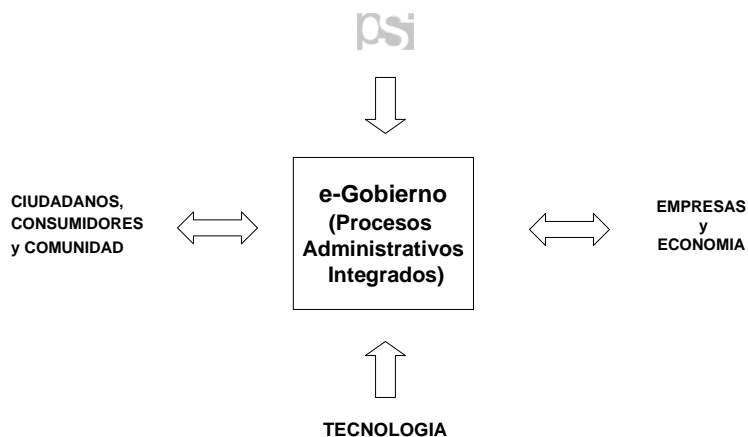 psi
CIUDADANOS,
CONSUMIDORES
y COMUNIDAD
e-Gobierno
(Procesos
Administrativos
Integrados)
EMPRESAS
y
ECONOMIA
TECNOLOGIA